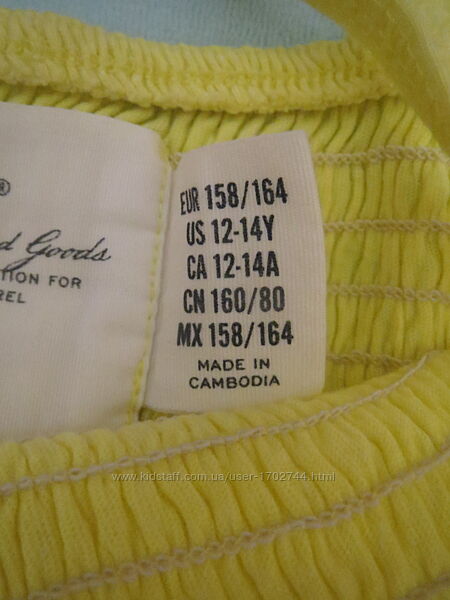 ®
d Goods
TION FOR
REL
EUR 158/164
US 12-14Y
CA 12-14A
CN 160/80
MX 158/164
MADE IN
CAMBODIA
www.kidstaff.com.ua/user-1702744.html